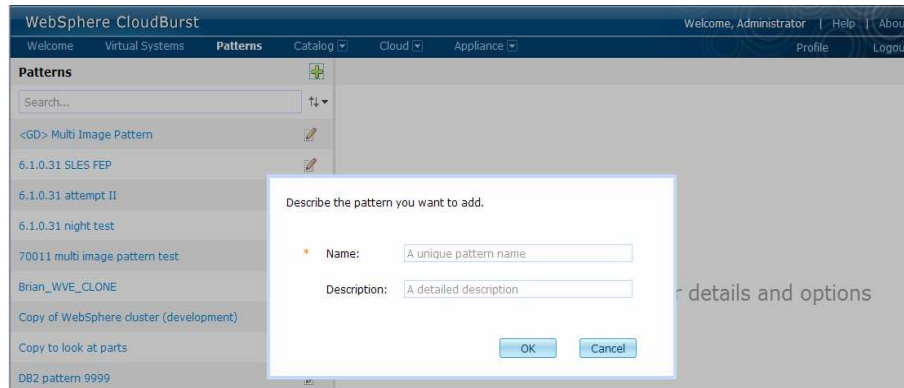 WebSphere CloudBurst
Welcome, Administrator | Help | Abou
Welcome Virtual Systems Patterns Catalog Cloud Appliance Profile Logou
Patterns
Search...
<GD> Multi Image Pattern
6.1.0.31 SLES FEP
6.1.0.31 attempt II
6.1.0.31 night test
70011 multi image pattern test
Brian_WVE_CLONE
Copy of WebSphere cluster (development)
Copy to look at parts
DB2 pattern 9999
Describe the pattern you want to add.
* Name: A unique pattern name
Description: A detailed description
OK Cancel
r details and options